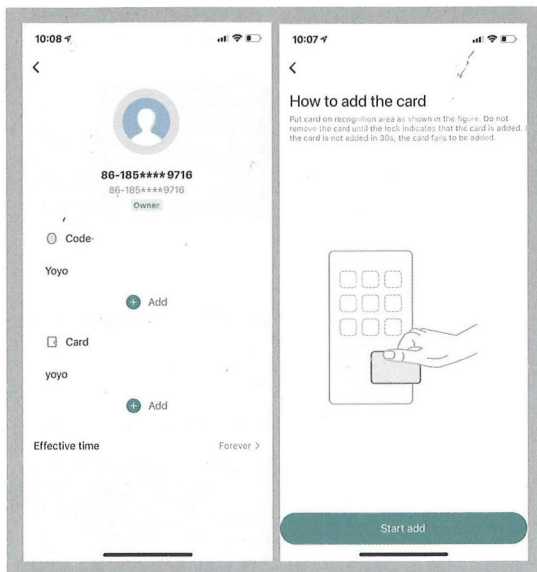 10:08
86-185****9716
86-185****9716
Owner
Code
Yoyo
Add
Card
yoyo
Add
Effective time
Forever >
10:07
How to add the card
Put card on recognition area as shown in the figure. Do not
remove the card until the lock indicates that the card is added. I
the card is not added in 30s, the card fails to be added.
Start add